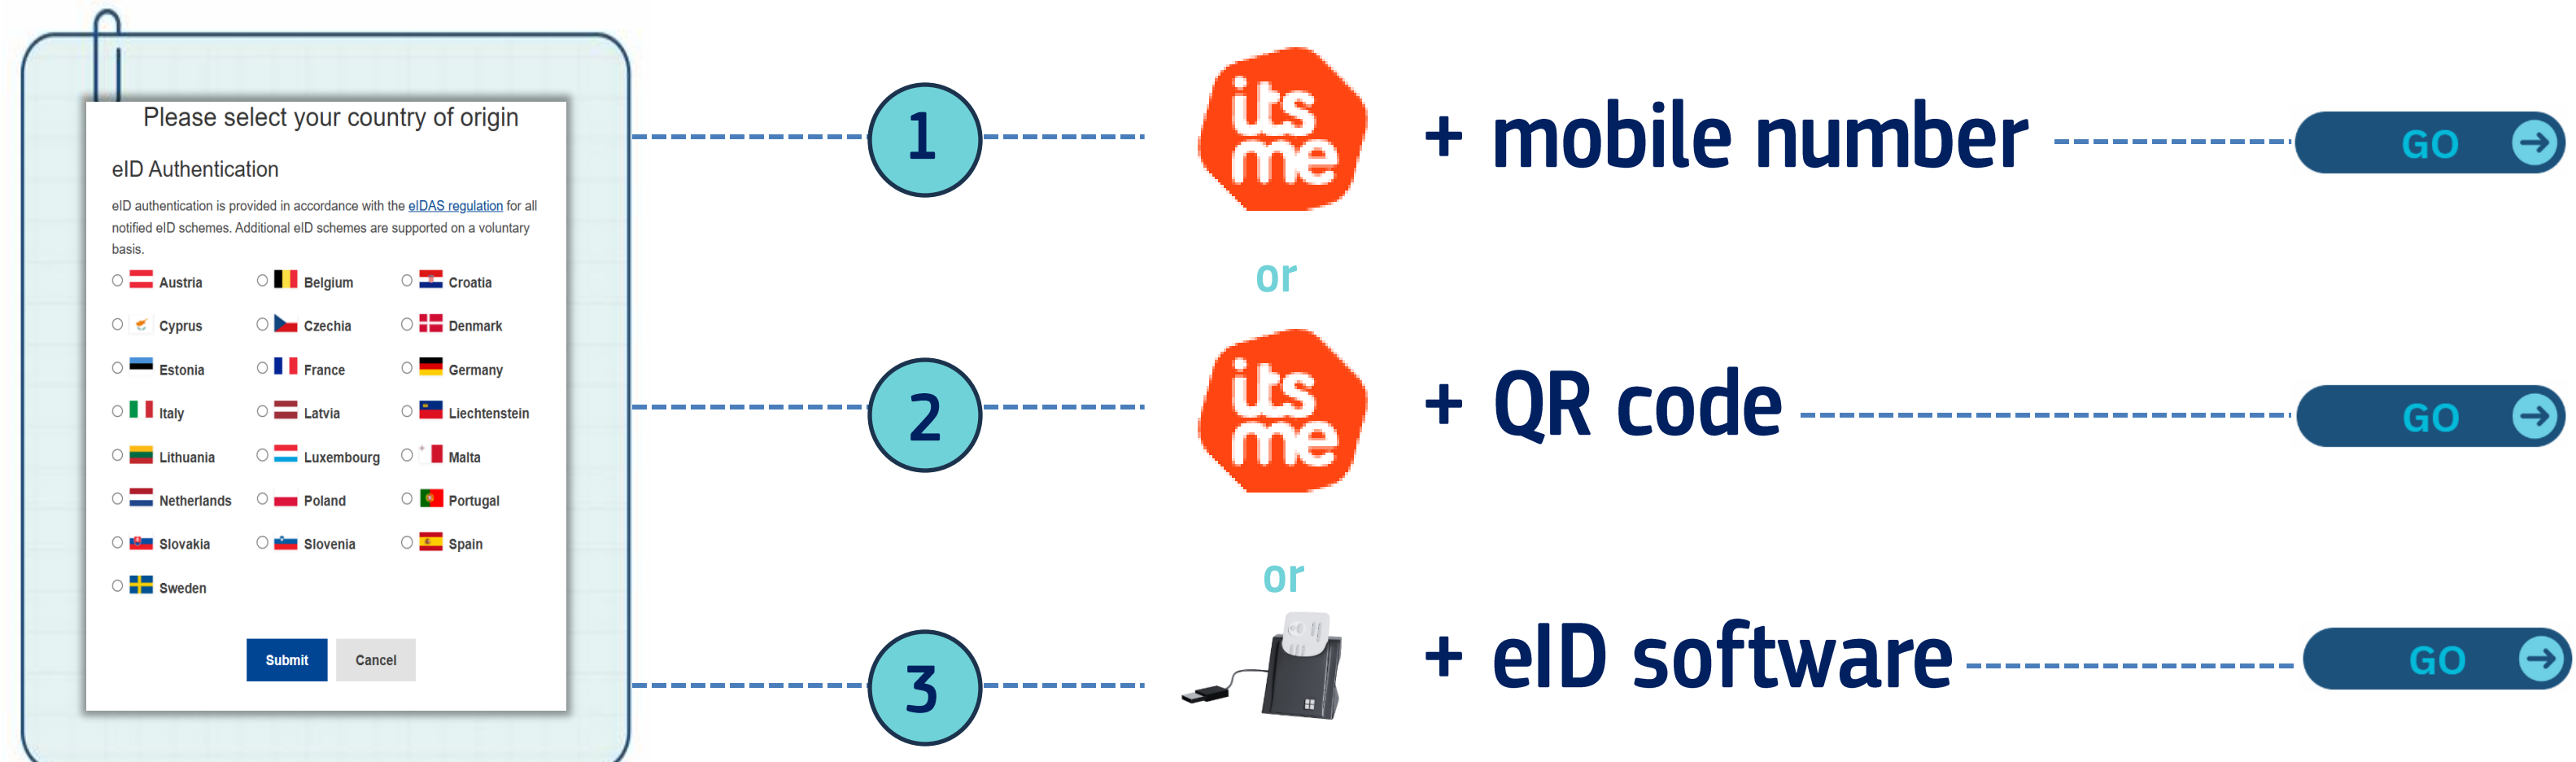 Please select your country of origin
eID Authentication
eID authentication is provided in accordance with the eIDAS regulation for all
notified eID schemes. Additional eID schemes are supported on a voluntary
basis.
Austria Belgium Croatia
Cyprus Czechia Denmark
Estonia France Germany
Italy Latvia Liechtenstein
Lithuania Luxembourg Malta
Netherlands Poland Portugal
Slovakia Slovenia Spain
Sweden
Submit Cancel
1
its
me
+ mobile number
GO
or
2
its
me
+ QR code
GO
or
3
+ eID software
GO